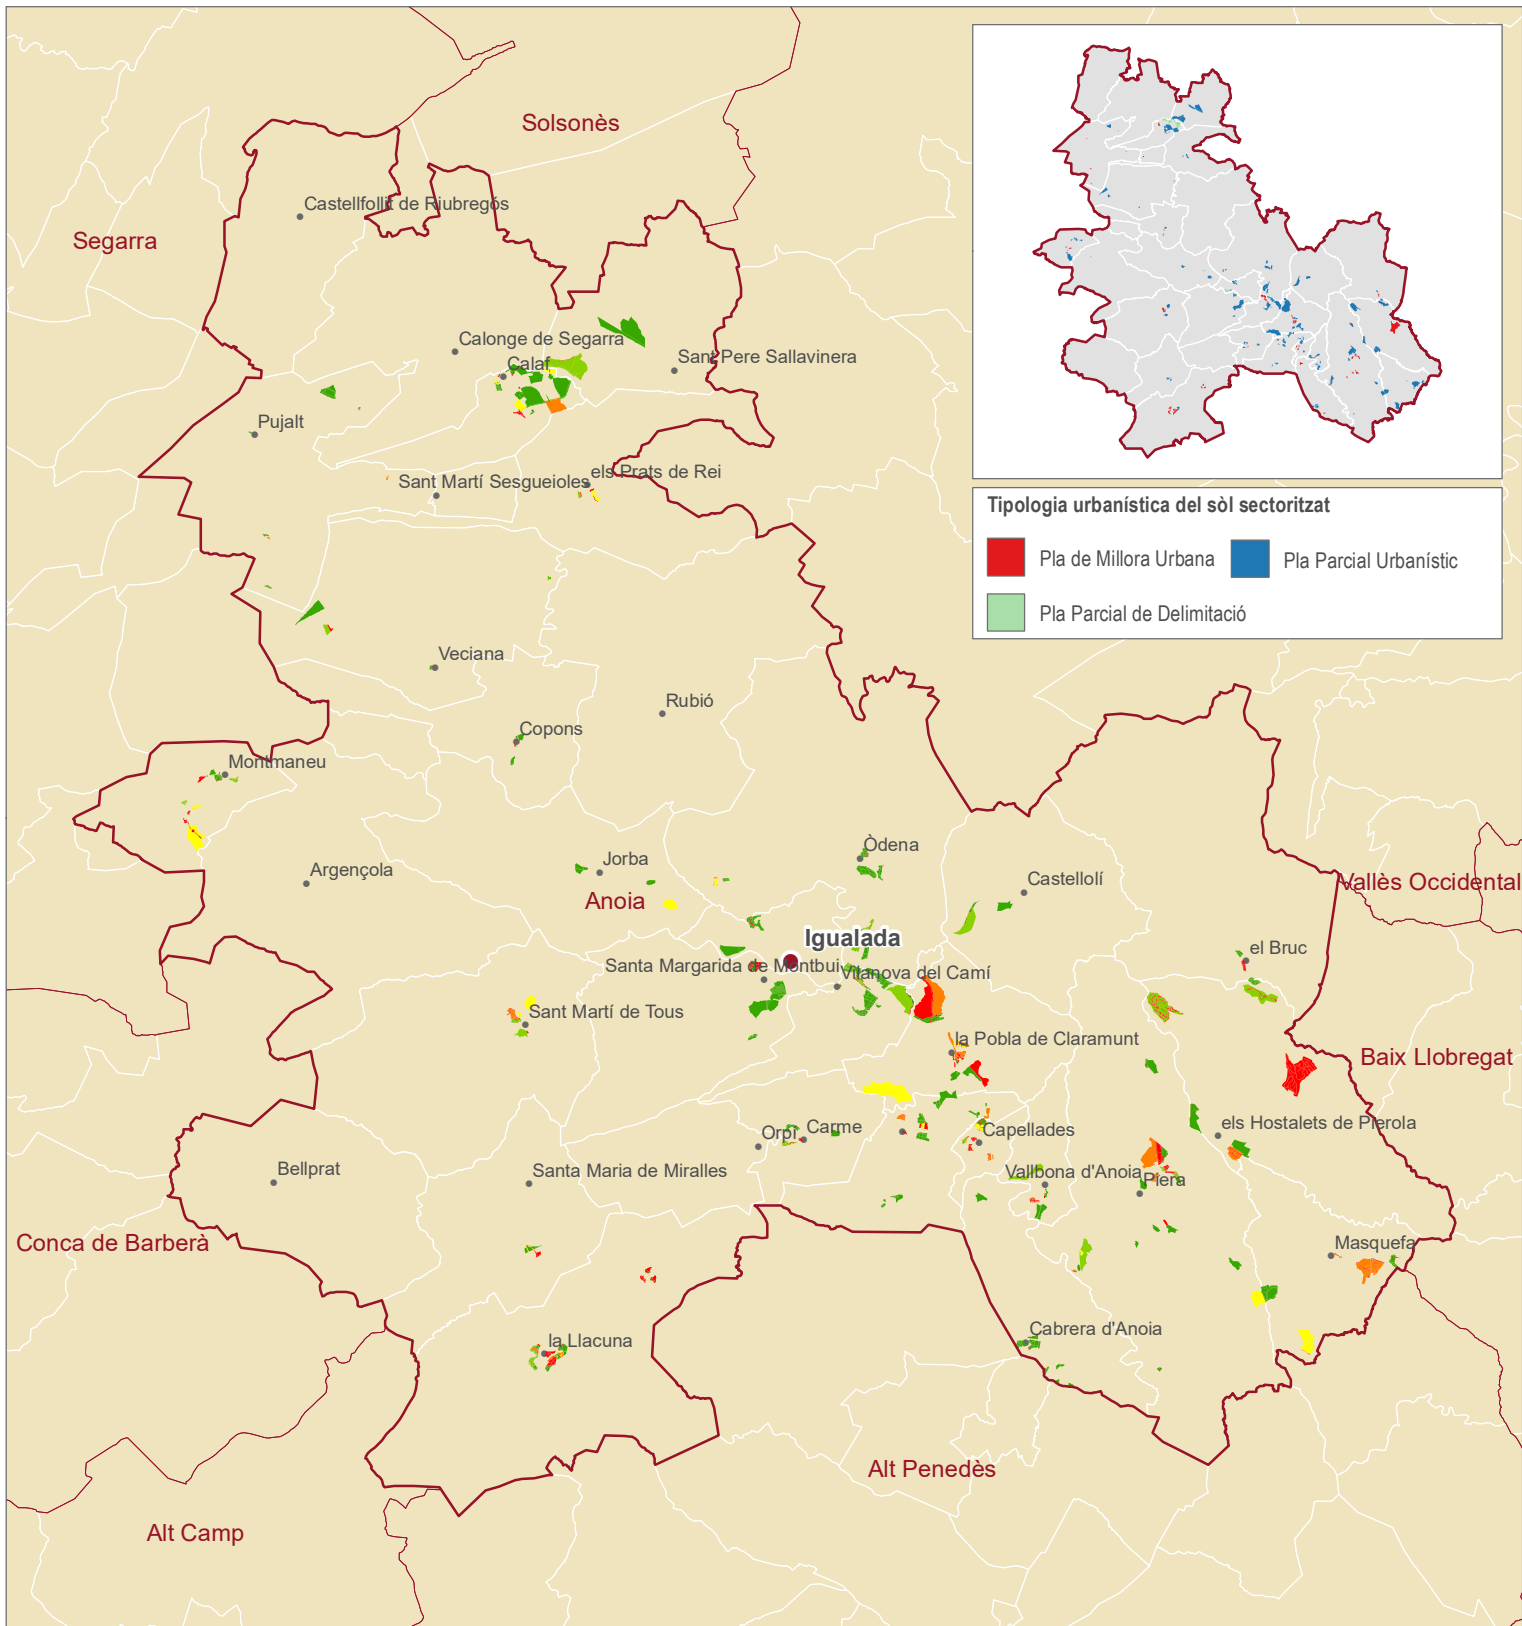 Solsonès
Castellfollit de Riubregós
Segarra
Calonge de Segarra
Sant Pere Sallavinera
Calaf
Pujalt
els Prats de Rei
Sant Martí Sesgueioles
Tipologia urbanística del sòl sectoritzat
Pla de Millora Urbana
Pla Parcial Urbanístic
Pla Parcial de Delimitació
Veciana
Rubió
Copons
Montmaneu
Òdena
Jorba
Argençola
Castellolí
Vallès Occidental
Anoia
Igualada
el Bruc
Santa Margarida de Montbui
Vilanova del Camí
Sant Martí de Tous
la Pobla de Claramunt
Baix Llobregat
els Hostalets de Pierola
Orpí
Carme
Capellades
Bellprat
Santa Maria de Miralles
Vallbona d'Anoia
Piera
Conca de Barberà
Masquefa
Cabrera d'Anoia
la Llacuna
Alt Penedès
Alt Camp